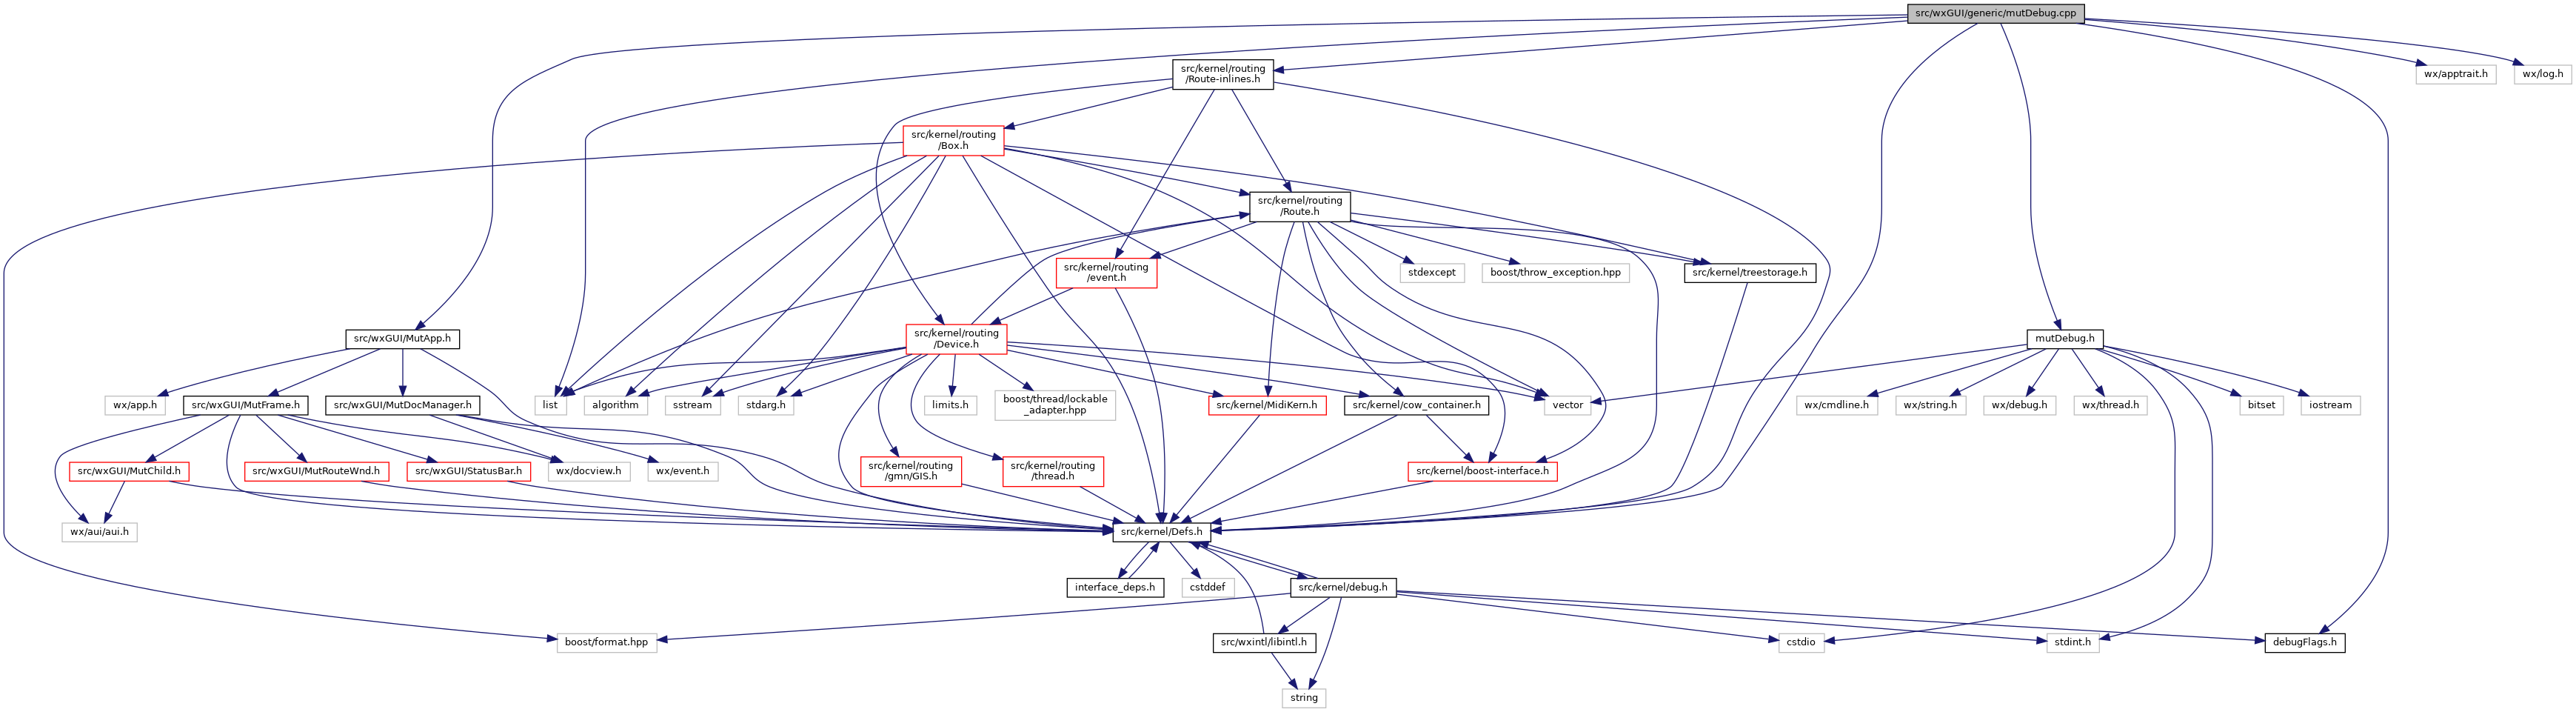 src/wxGUI/generic/mutDebug.cpp
src/kernel/routing
/Route-inlines.h
wx/apptrait.h
wx/log.h
src/kernel/routing
/Box.h
src/kernel/routing
/Route.h
src/kernel/routing
/event.h
stdexcept
boost/throw_exception.hpp
src/kernel/treestorage.h
src/wxGUI/MutApp.h
src/kernel/routing
/Device.h
mutDebug.h
wx/app.h
src/wxGUI/MutFrame.h
src/wxGUI/MutDocManager.h
list
algorithm
sstream
stdarg.h
limits.h
boost/thread/lockable
_adapter.hpp
src/kernel/MidiKern.h
src/kernel/cow_container.h
vector
wx/cmdline.h
wx/string.h
wx/debug.h
wx/thread.h
bitset
iostream
src/wxGUI/MutChild.h
src/wxGUI/MutRouteWnd.h
src/wxGUI/StatusBar.h
wx/docview.h
wx/event.h
src/kernel/routing
/gmn/GIS.h
src/kernel/routing
/thread.h
src/kernel/boost-interface.h
wx/aui/aui.h
src/kernel/Defs.h
interface_deps.h
cstddef
src/kernel/debug.h
boost/format.hpp
src/wxintl/libintl.h
cstdio
stdint.h
debugFlags.h
string